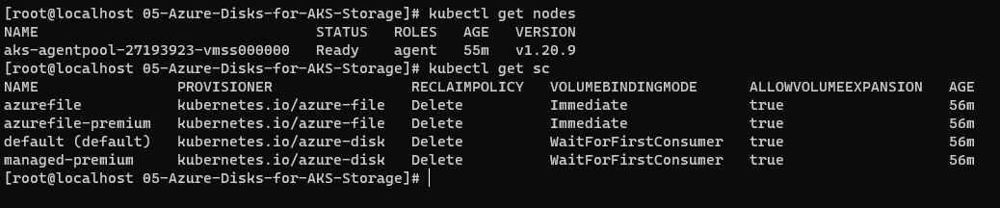 [root@localhost 05-Azure-Disks-for-AKS-Storage]# kubectl get nodes
NAME                                STATUS   ROLES   AGE   VERSION
aks-agentpool-27193923-vmss000000   Ready    agent   55m   v1.20.9
[root@localhost 05-Azure-Disks-for-AKS-Storage]# kubectl get sc
NAME                PROVISIONER                RECLAIMPOLICY   VOLUMEBINDINGMODE      ALLOWVOLUMEEXPANSION   AGE
azurefile           kubernetes.io/azure-file   Delete          Immediate              true                   56m
azurefile-premium   kubernetes.io/azure-file   Delete          Immediate              true                   56m
default (default)   kubernetes.io/azure-disk   Delete          WaitForFirstConsumer   true                   56m
managed-premium     kubernetes.io/azure-disk   Delete          WaitForFirstConsumer   true                   56m
[root@localhost 05-Azure-Disks-for-AKS-Storage]#